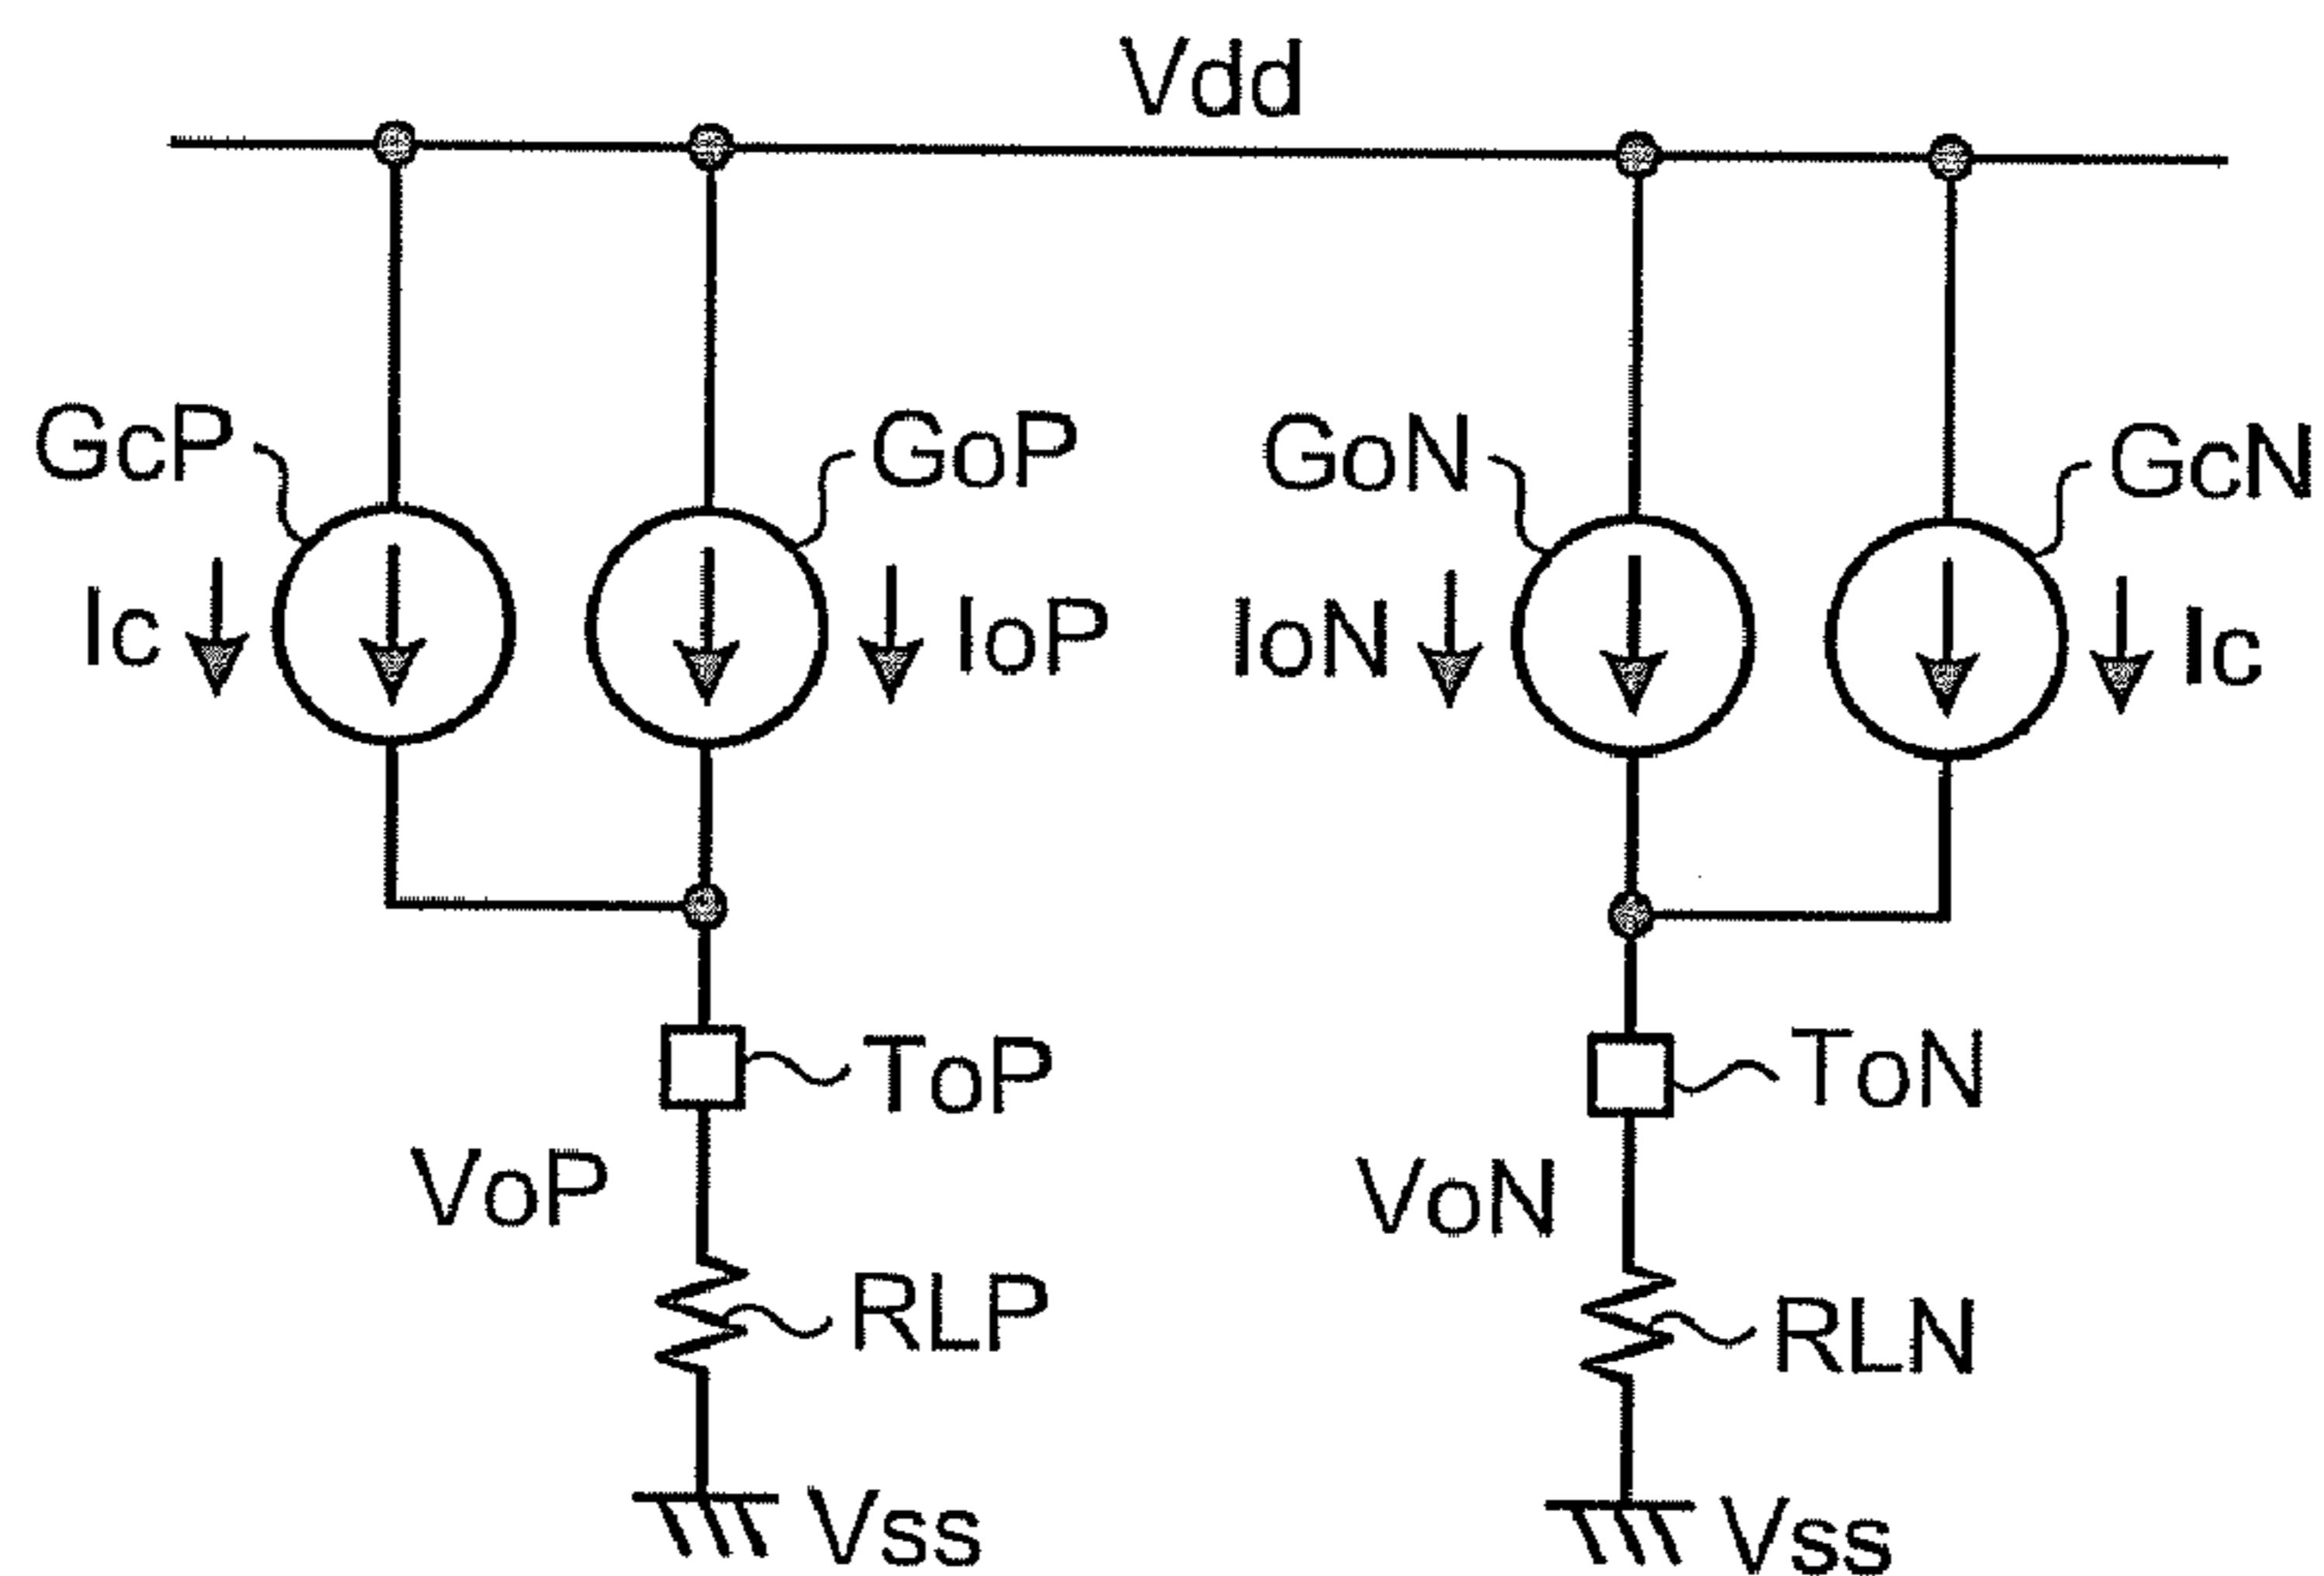 Vdd
GcP
GoP
GoN
GcN
Ic
IoP
IoN
Ic
ToP
ToN
VoP
VoN
RLP
RLN
Vss
Vss